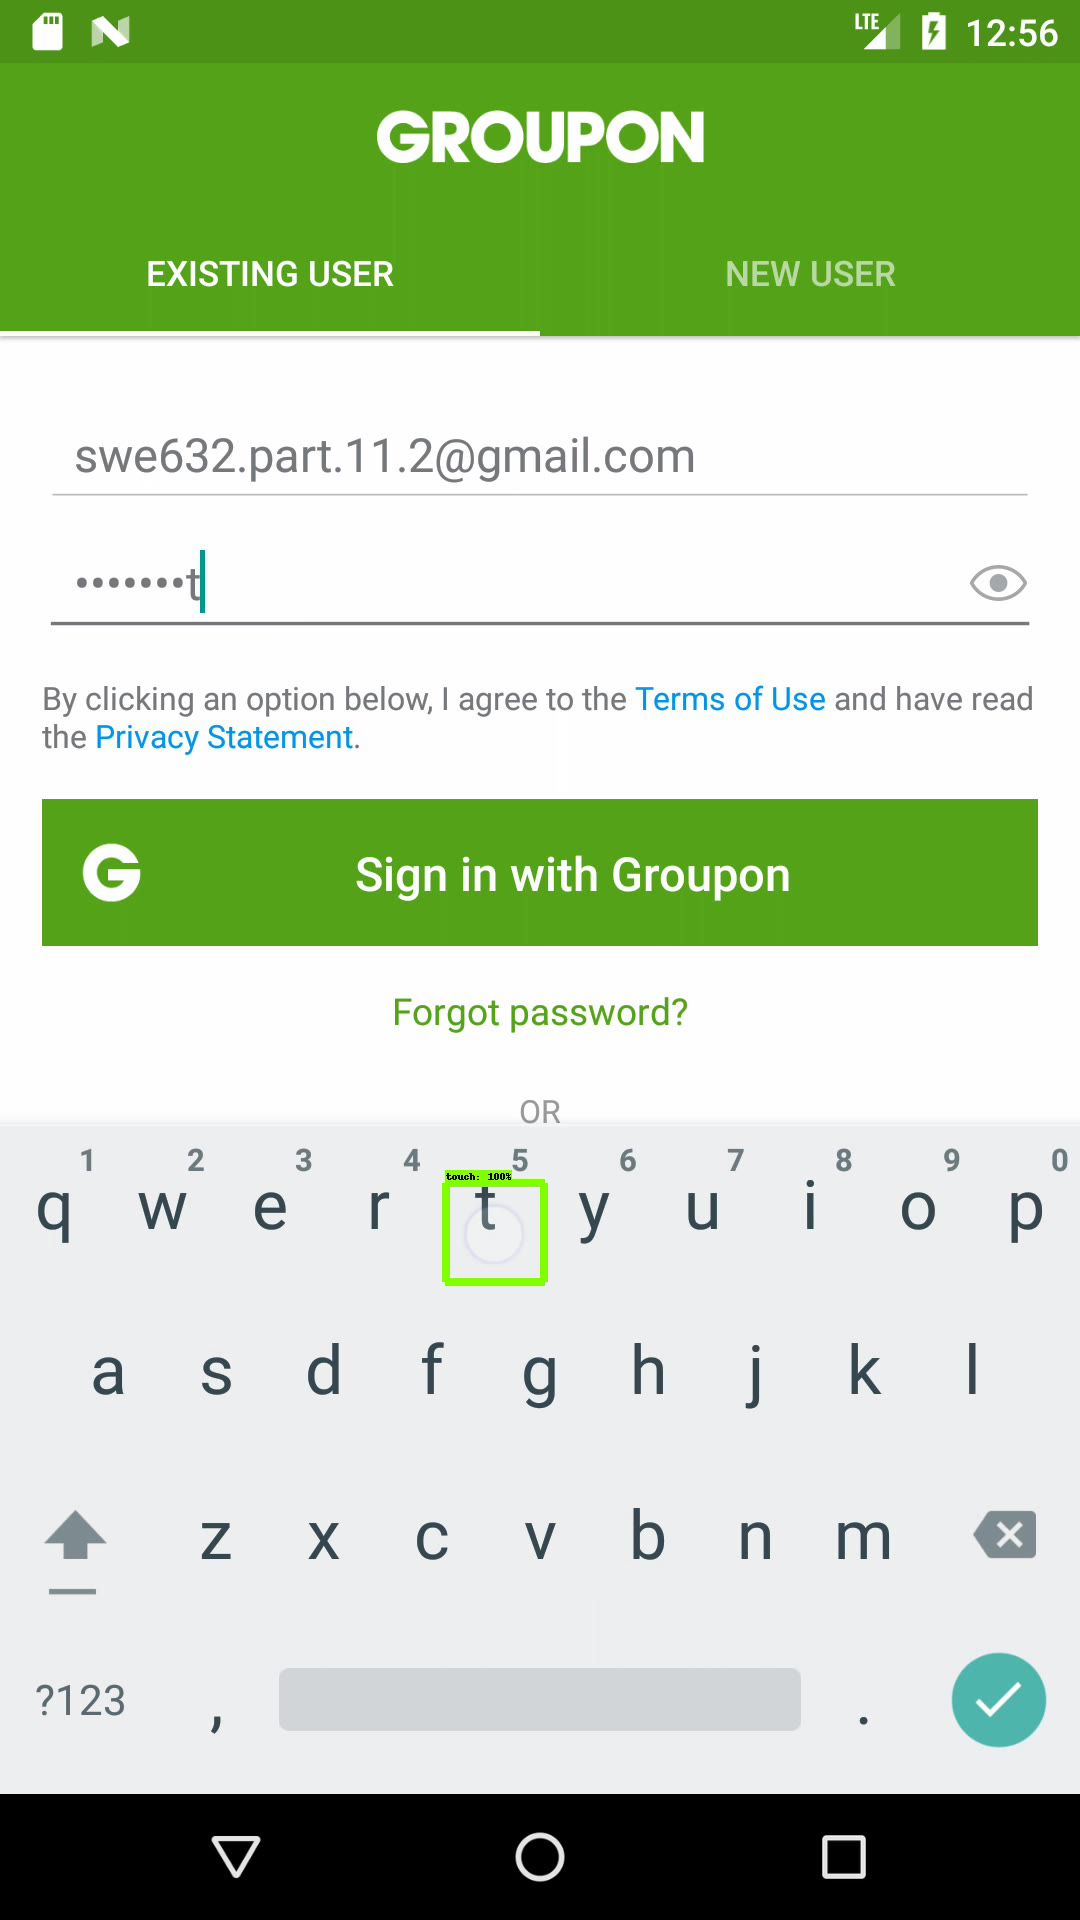 LTE 12:56
GROUPON
EXISTING USER NEW USER
swe632.part.11.2@gmail.com
•••••••t
By clicking an option below, I agree to the Terms of Use and have read
the Privacy Statement.
G Sign in with Groupon
Forgot password?
OR
1 2 3 4 5 6 7 8 9 0
touch: 100%
q w e r t y u i o p
a s d f g h j k l
z x c v b n m
?123 , .